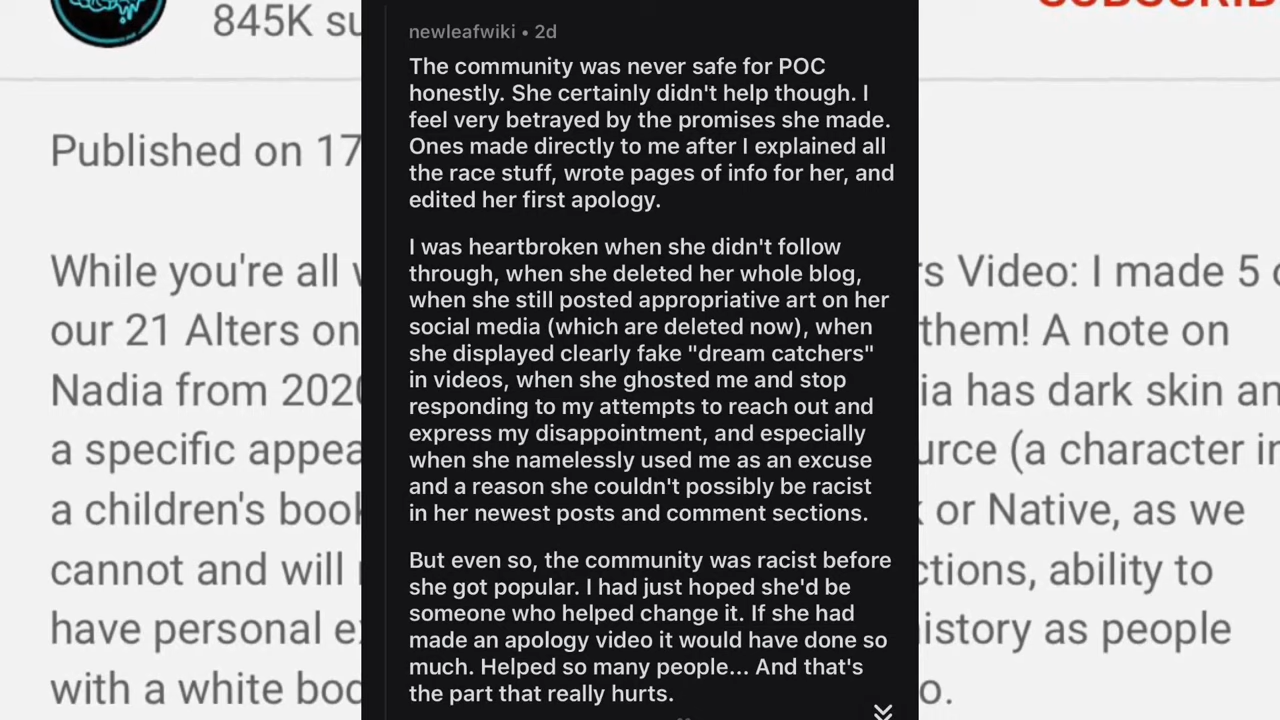 845K su
SUBSCRIB
Published on 17
While you're all
our 21 Alters on
Nadia from 2020
a specific appea
a children's book
cannot and will
have personal ex
with a white bod
newleafwiki • 2d
The community was never safe for POC
honestly. She certainly didn't help though. I
feel very betrayed by the promises she made.
Ones made directly to me after I explained all
the race stuff, wrote pages of info for her, and
edited her first apology.
I was heartbroken when she didn't follow
through, when she deleted her whole blog,
when she still posted appropriative art on her
social media (which are deleted now), when
she displayed clearly fake "dream catchers"
in videos, when she ghosted me and stop
responding to my attempts to reach out and
express my disappointment, and especially
when she namelessly used me as an excuse
and a reason she couldn't possibly be racist
in her newest posts and comment sections.
But even so, the community was racist before
she got popular. I had just hoped she'd be
someone who helped change it. If she had
made an apology video it would have done so
much. Helped so many people... And that's
the part that really hurts.
rs Video: I made 5 o
them! A note on
ia has dark skin an
urce (a character in
or Native, as we
ctions, ability to
istory as people
o.